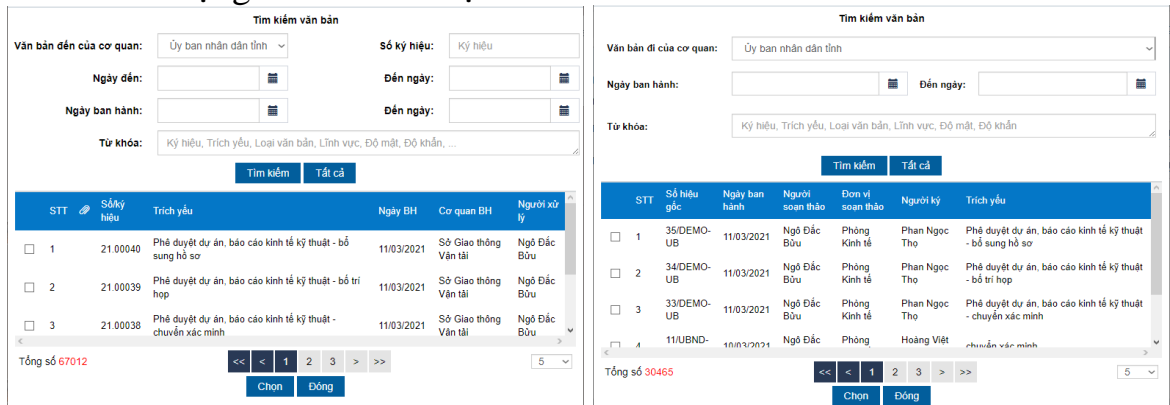 Tìm kiếm văn bản
Văn bản đến của cơ quan: Ủy ban nhân dân tỉnh Số ký hiệu: Ký hiệu
Ngày đến: Đến ngày:
Ngày ban hành: Đến ngày:
Từ khóa: Ký hiệu, Trích yếu, Loại văn bản, Lĩnh vực, Độ mật, Độ khẩn, ...
Tìm kiếm Tất cả
STT Số/ký hiệu Trích yếu Ngày BH Cơ quan BH Người xử lý
1 21.00040 Phê duyệt dự án, báo cáo kinh tế kỹ thuật - bổ sung hồ sơ 11/03/2021 Sở Giao thông Vận tải Ngô Đắc Bửu
2 21.00039 Phê duyệt dự án, báo cáo kinh tế kỹ thuật - bố trí họp 11/03/2021 Sở Giao thông Vận tải Ngô Đắc Bửu
3 21.00038 Phê duyệt dự án, báo cáo kinh tế kỹ thuật - chuyển xác minh 11/03/2021 Sở Giao thông Vận tải Ngô Đắc Bửu
Tổng số 67012 << < 1 2 3 > >> 5
Chọn Đóng
Tìm kiếm văn bản
Văn bản đi của cơ quan: Ủy ban nhân dân tỉnh
Ngày ban hành: Đến ngày:
Từ khóa: Ký hiệu, Trích yếu, Loại văn bản, Lĩnh vực, Độ mật, Độ khẩn
Tìm kiếm Tất cả
STT Số hiệu gốc Ngày ban hành Người soạn thảo Đơn vị soạn thảo Người ký Trích yếu
1 35/DEMO-UB 11/03/2021 Ngô Đắc Bửu Phòng Kinh tế Phan Ngọc Thọ Phê duyệt dự án, báo cáo kinh tế kỹ thuật - bổ sung hồ sơ
2 34/DEMO-UB 11/03/2021 Ngô Đắc Bửu Phòng Kinh tế Phan Ngọc Thọ Phê duyệt dự án, báo cáo kinh tế kỹ thuật - bố trí họp
3 33/DEMO-UB 11/03/2021 Ngô Đắc Bửu Phòng Kinh tế Phan Ngọc Thọ Phê duyệt dự án, báo cáo kinh tế kỹ thuật - chuyển xác minh
4 11/UBND- 10/03/2021 Ngô Đắc Phòng Hoàng Việt chuyển xác minh
Tổng số 30465 << < 1 2 3 > >> 5
Chọn Đóng